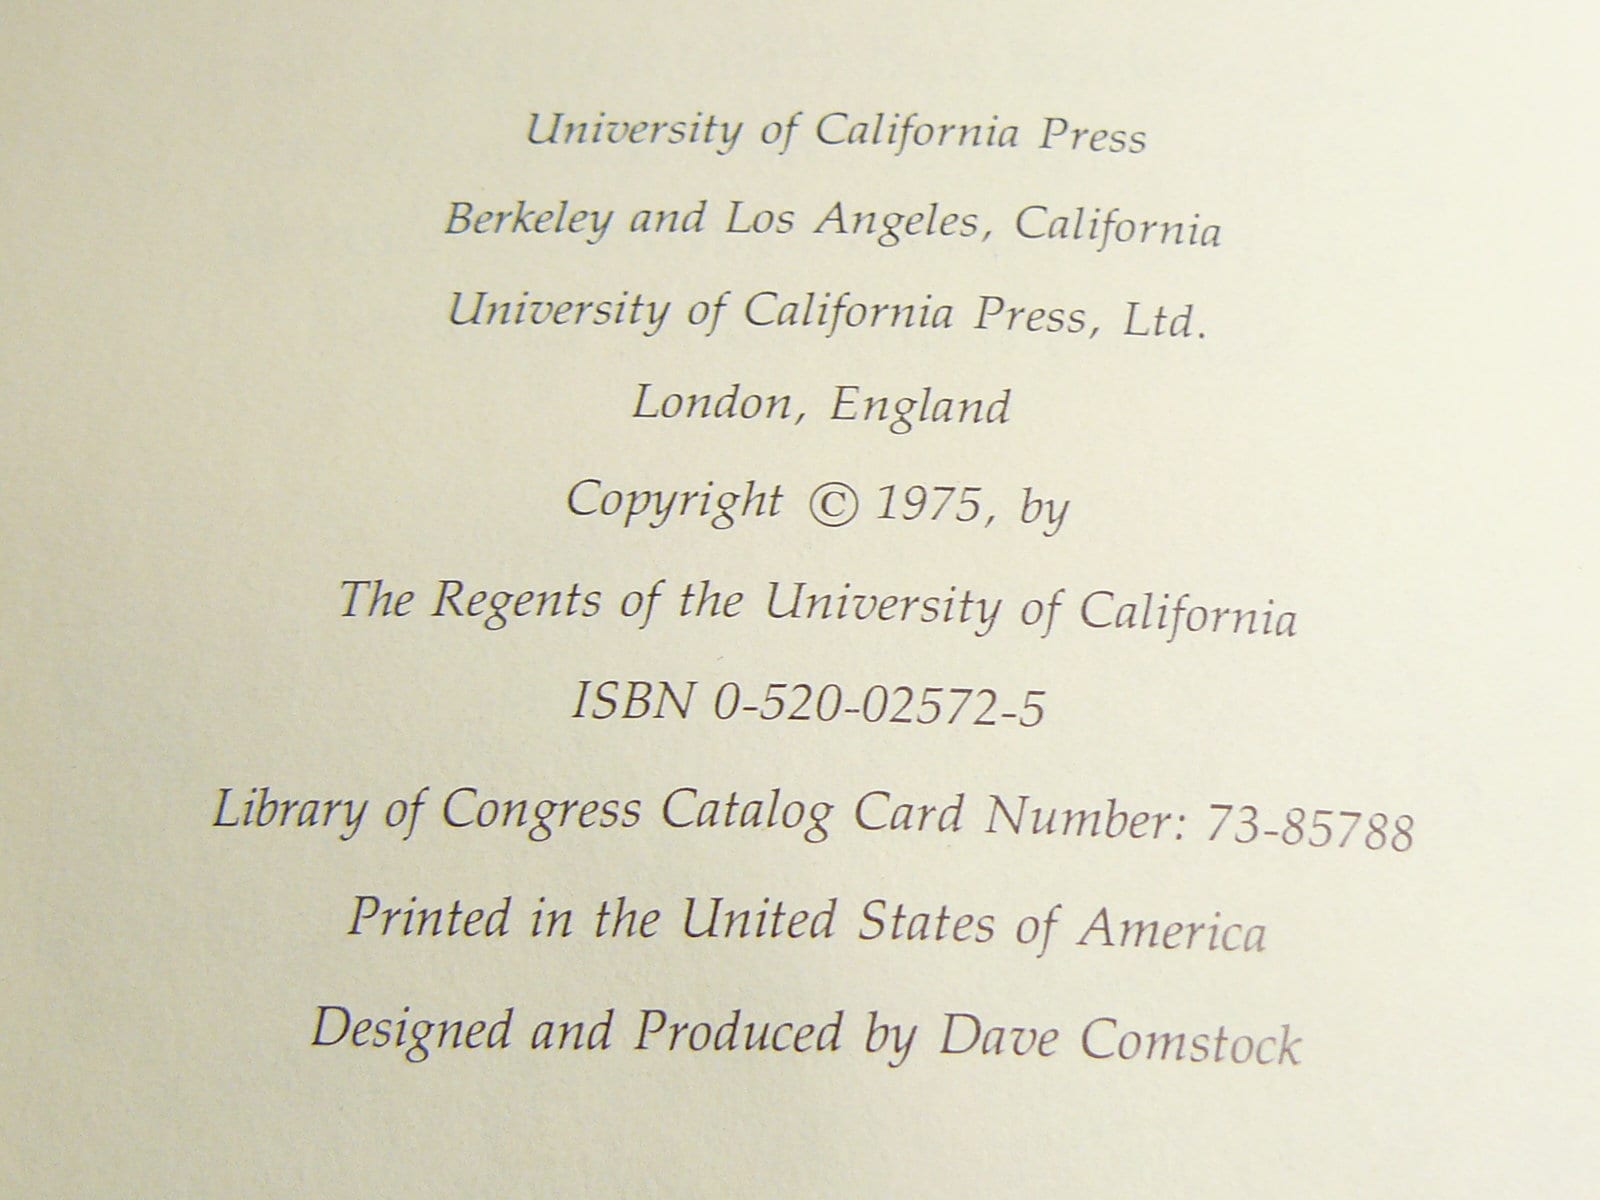 University of California Press
Berkeley and Los Angeles, California
University of California Press, Ltd.
London, England
Copyright © 1975, by
The Regents of the University of California
ISBN 0-520-02572-5
Library of Congress Catalog Card Number: 73-85788
Printed in the United States of America
Designed and Produced by Dave Comstock